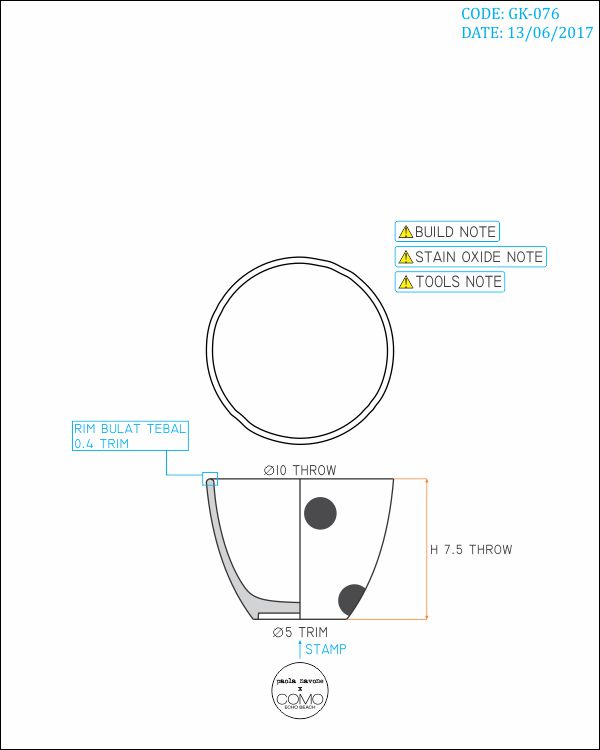 CODE: GK-076
DATE: 13/06/2017
BUILD NOTE
STAIN OXIDE NOTE
TOOLS NOTE
RIM BULAT TEBAL
0.4 TRIM
Ø10 THROW
H 7.5 THROW
Ø5 TRIM
STAMP
paola navone
x
COMO
ECHO BEACH